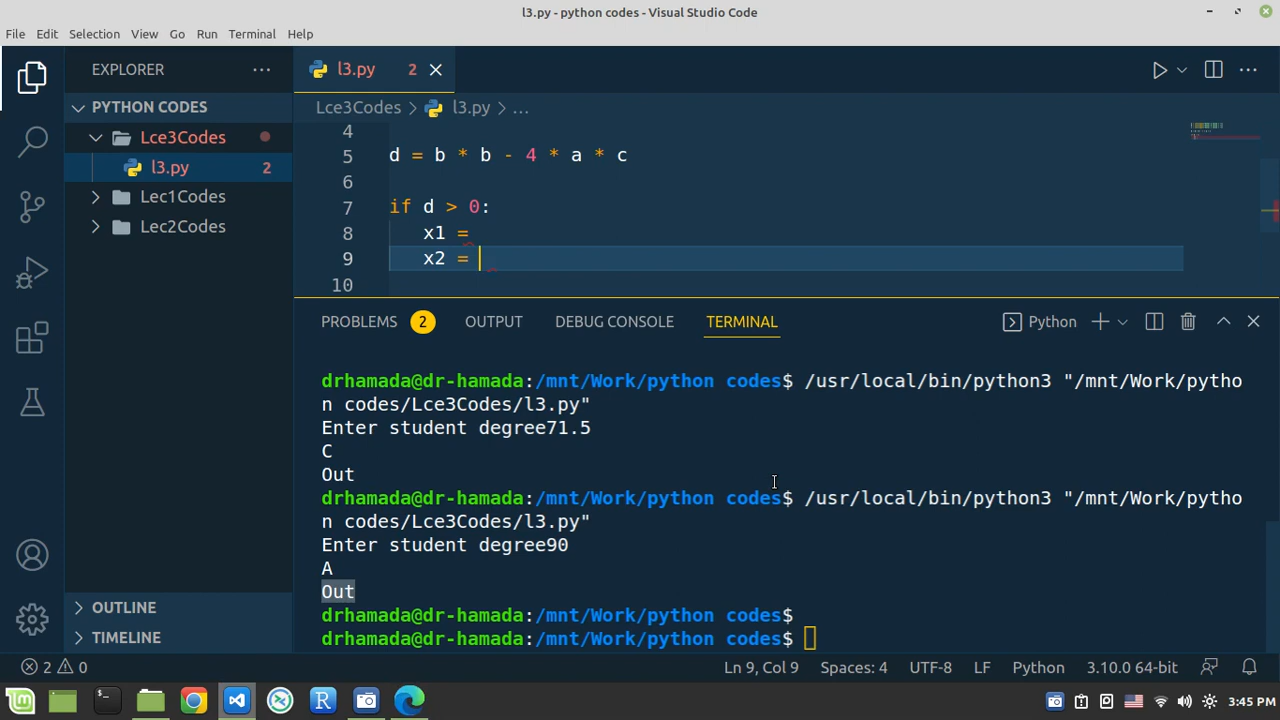 l3.py - python codes - Visual Studio Code
File Edit Selection View Go Run Terminal Help
EXPLORER
l3.py 2
PYTHON CODES
Lce3Codes
l3.py 2
Lec1Codes
Lec2Codes
OUTLINE
TIMELINE
Lce3Codes > l3.py > ...
4
5 d = b * b - 4 * a * c
6
7 if d > 0:
8 x1 =
9 x2 =
10
PROBLEMS 2 OUTPUT DEBUG CONSOLE TERMINAL Python
drhamada@dr-hamada:/mnt/Work/python codes$ /usr/local/bin/python3 "/mnt/Work/pytho
n codes/Lce3Codes/l3.py"
Enter student degree71.5
C
Out
drhamada@dr-hamada:/mnt/Work/python codes$ /usr/local/bin/python3 "/mnt/Work/pytho
n codes/Lce3Codes/l3.py"
Enter student degree90
A
Out
drhamada@dr-hamada:/mnt/Work/python codes$
drhamada@dr-hamada:/mnt/Work/python codes$
2 0 Ln 9, Col 9 Spaces: 4 UTF-8 LF Python 3.10.0 64-bit
3:45 PM